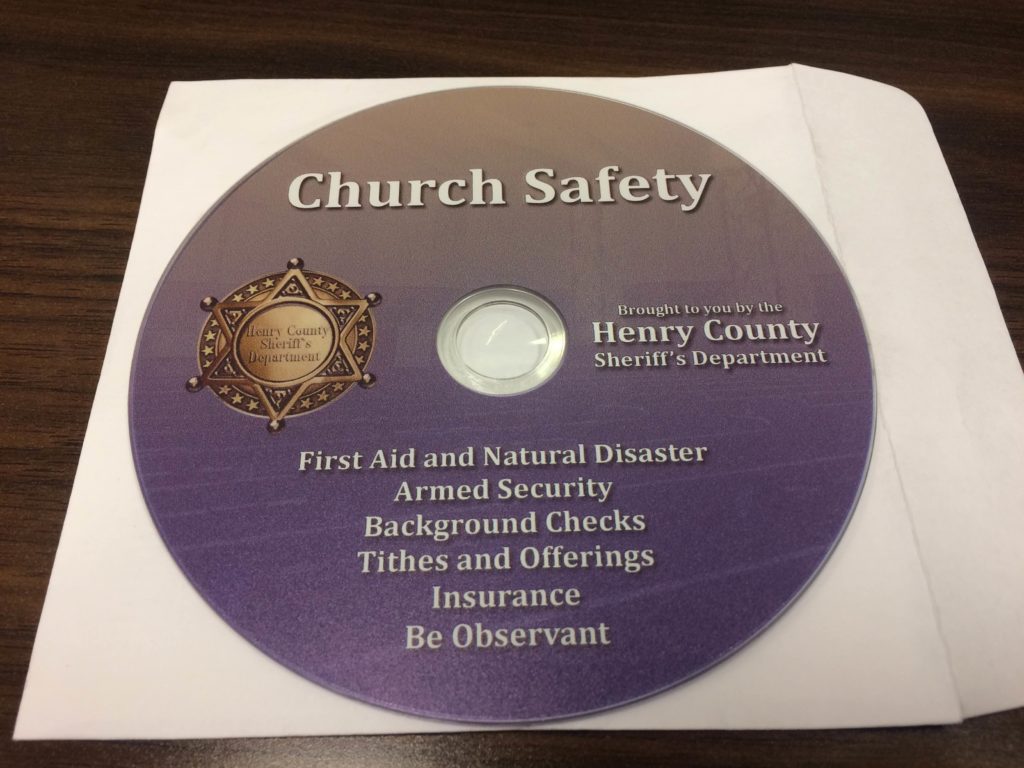 Church Safety
Henry County
Sheriff's
Department
Brought to you by the
Henry County
Sheriff's Department
First Aid and Natural Disaster
Armed Security
Background Checks
Tithes and Offerings
Insurance
Be Observant